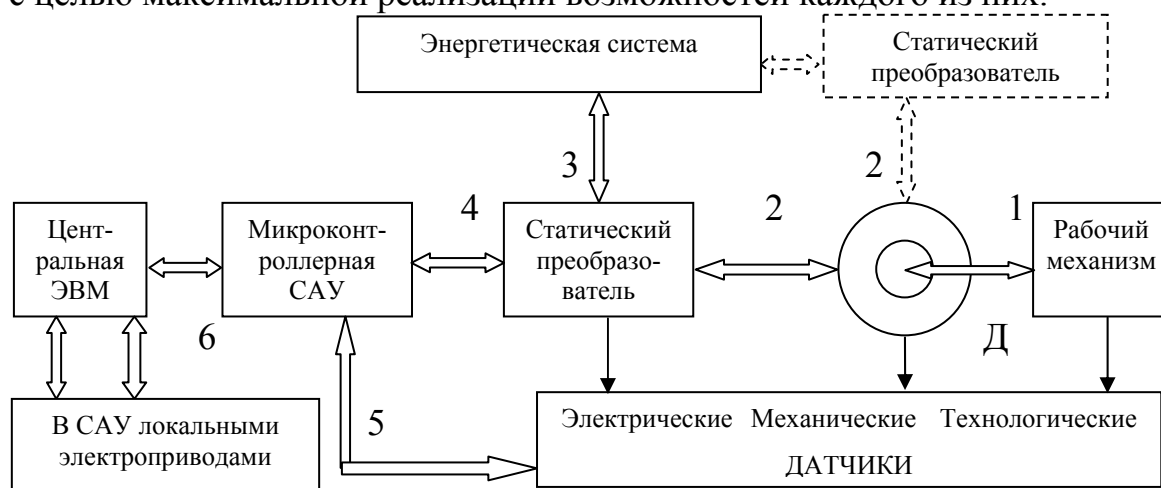 с целью максимальной реализации возможностей каждого из них.
Энергетическая система
Статический
преобразователь
3
2
Цент-
ральная
ЭВМ
Микроконт-
роллерная
САУ
4
Статический
преобразо-
ватель
2
1
Рабочий
механизм
6
Д
В САУ локальными
электроприводами
5
Электрические Механические Технологические
ДАТЧИКИ